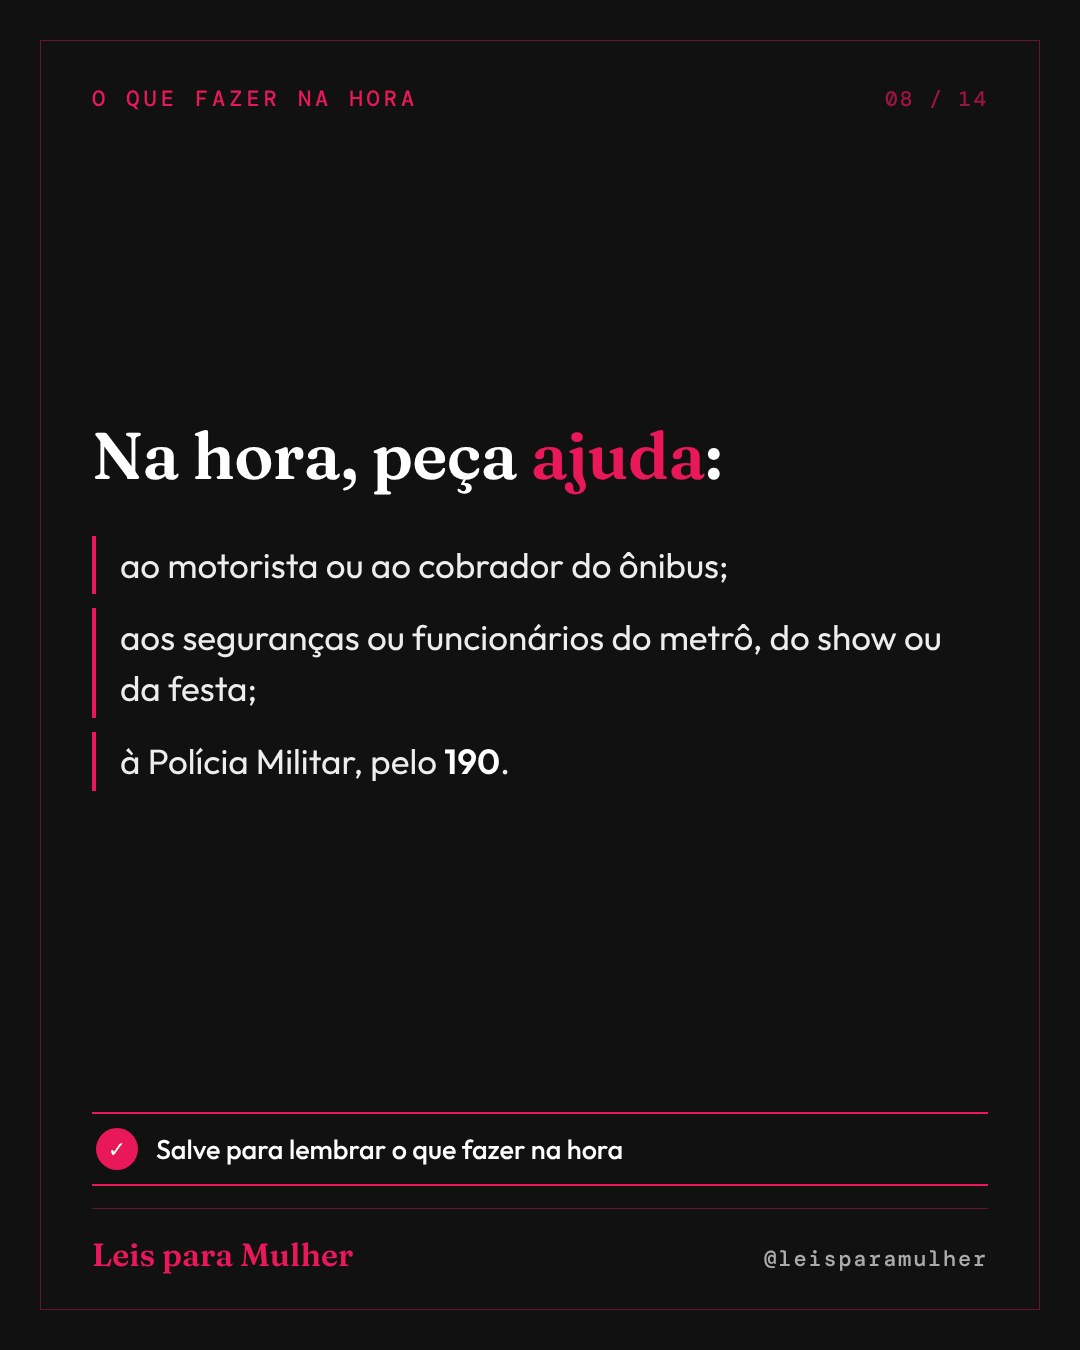 O QUE FAZER NA HORA
08 / 14
Na hora, peça ajuda:
ao motorista ou ao cobrador do ônibus;
aos seguranças ou funcionários do metrô, do show ou
da festa;
à Polícia Militar, pelo 190.
✓ Salve para lembrar o que fazer na hora
Leis para Mulher
@leisparamulher